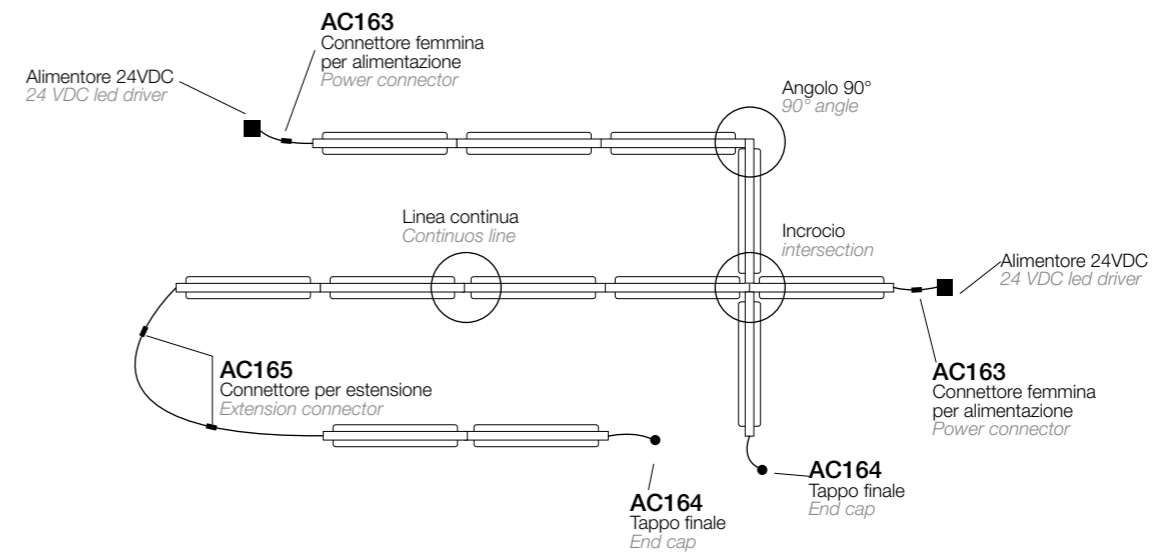 AC163
Connettore femmina
per alimentazione
Power connector
Alimentore 24VDC
24 VDC led driver
Angolo 90°
90° angle
Linea continua
Continuos line
Incrocio
intersection
Alimentore 24VDC
24 VDC led driver
AC165
Connettore per estensione
Extension connector
AC163
Connettore femmina
per alimentazione
Power connector
AC164
Tappo finale
End cap
AC164
Tappo finale
End cap